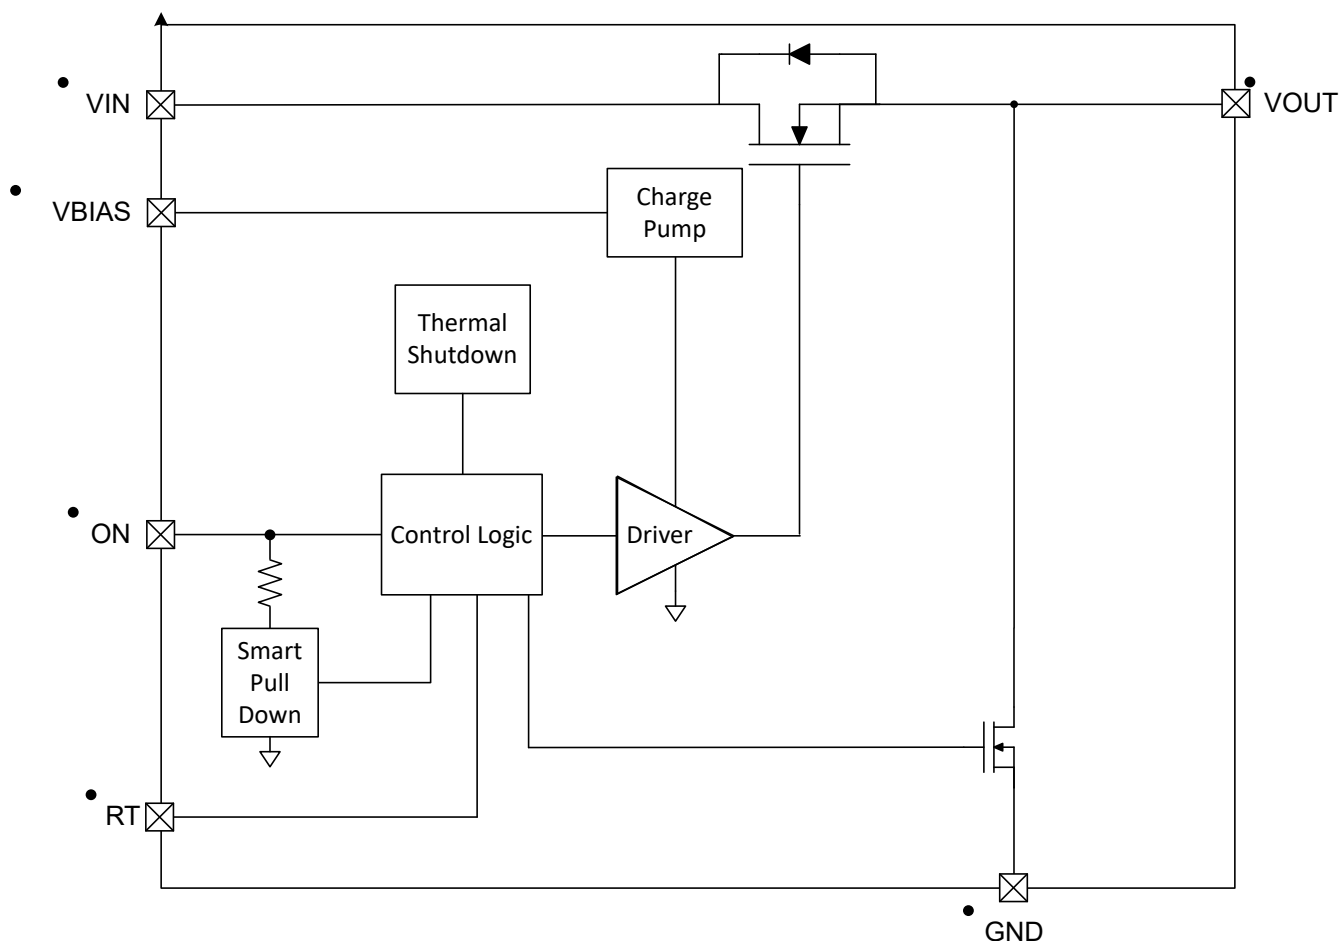 VIN
VOUT
Charge
Pump
VBIAS
Thermal
Shutdown
ON
Control Logic
Driver
Smart
Pull
Down
RT
GND